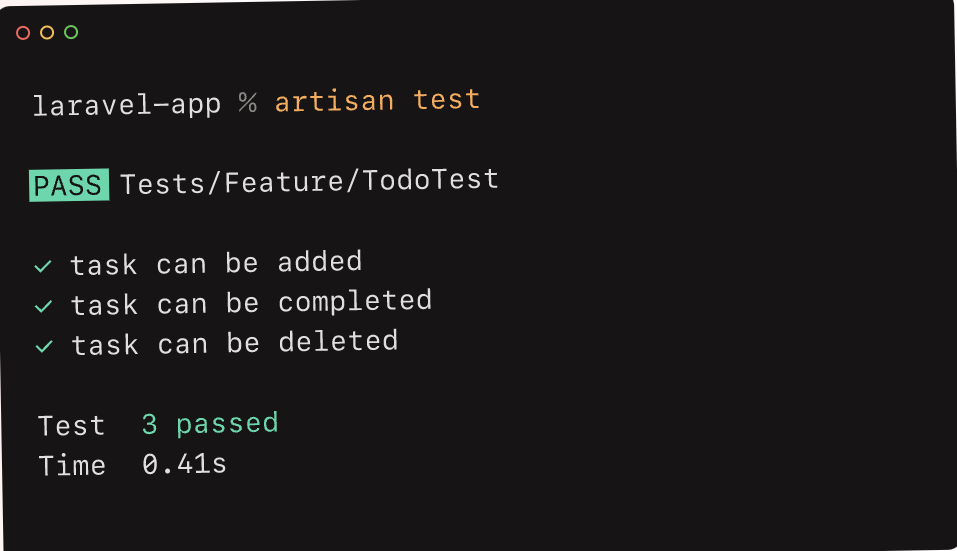 laravel-app % artisan test
PASS Tests/Feature/TodoTest
✓ task can be added
✓ task can be completed
✓ task can be deleted
Test 3 passed
Time 0.41s